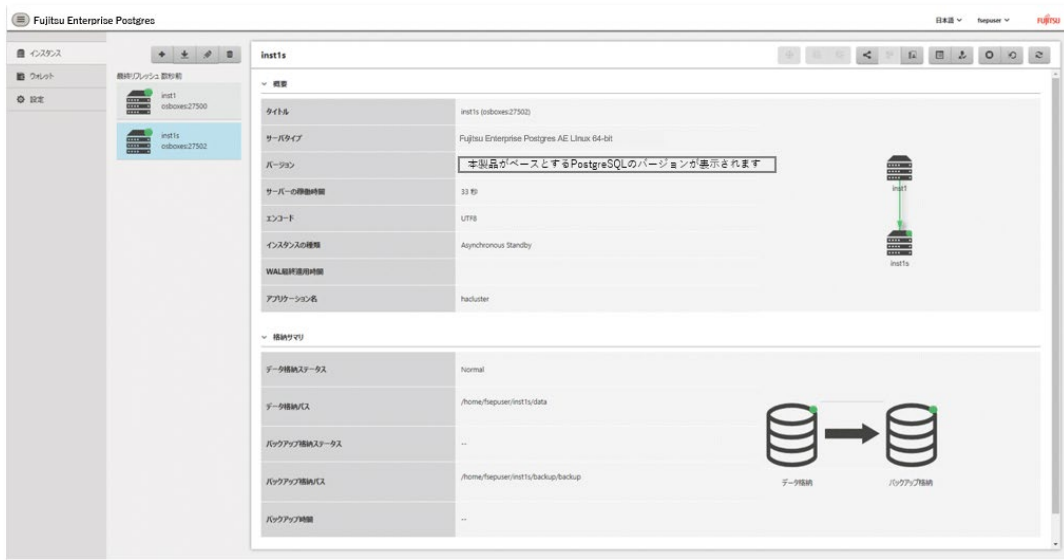 Fujitsu Enterprise Postgres
日本語
fsepuser
FUJITSU
インスタンス
ウォレット
設定
最終リフレッシュ 数秒前
inst1
osboxes:27500
inst1s
osboxes:27502
inst1s
概要
タイトル
inst1s (osboxes:27502)
サーバタイプ
Fujitsu Enterprise Postgres AE Linux 64-bit
バージョン
本製品がベースとするPostgreSQLのバージョンが表示されます
サーバーの稼働時間
33 秒
エンコード
UTF8
インスタンスの種類
Asynchronous Standby
WAL最終適用時間
アプリケーション名
hacluster
inst1
inst1s
格納サマリ
データ格納ステータス
Normal
データ格納パス
/home/fsepuser/inst1s/data
バックアップ格納ステータス
--
バックアップ格納パス
/home/fsepuser/inst1s/backup/backup
バックアップ時間
--
データ格納
バックアップ格納